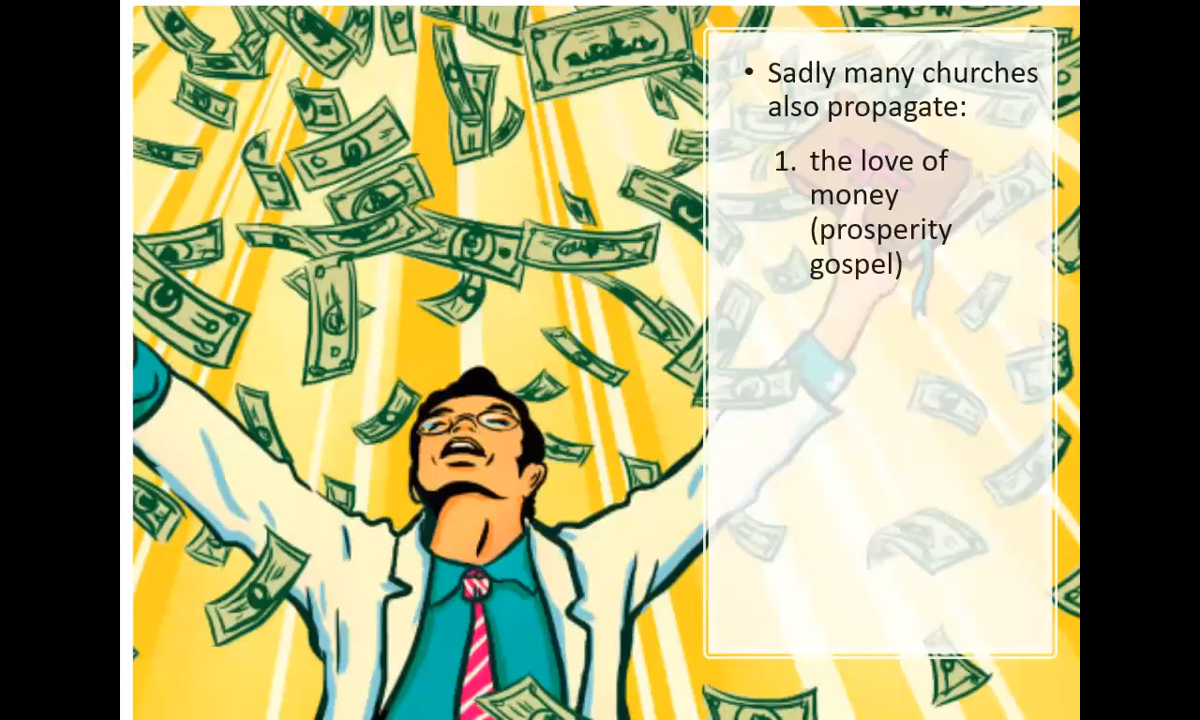 • Sadly many churches
also propagate:
1. the love of
money
(prosperity
gospel)